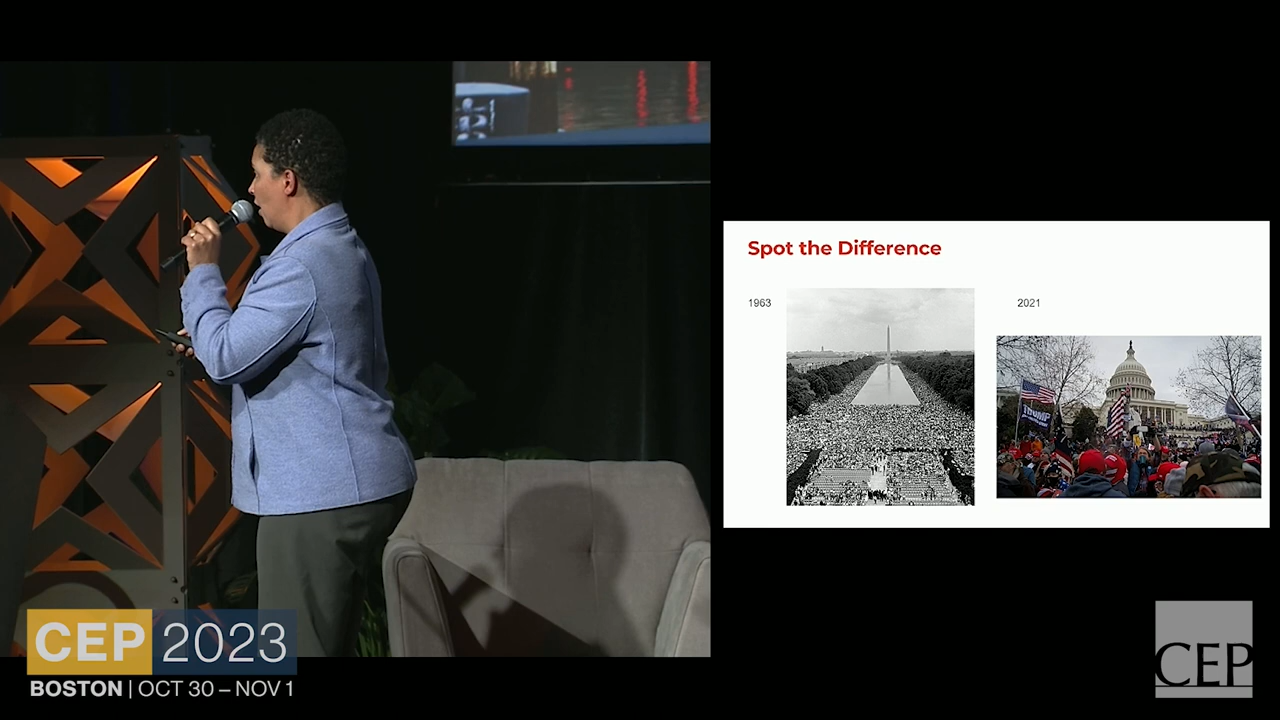 Spot the Difference
1963
2021
TRUMP
CEP 2023
BOSTON | OCT 30 – NOV 1
CEP